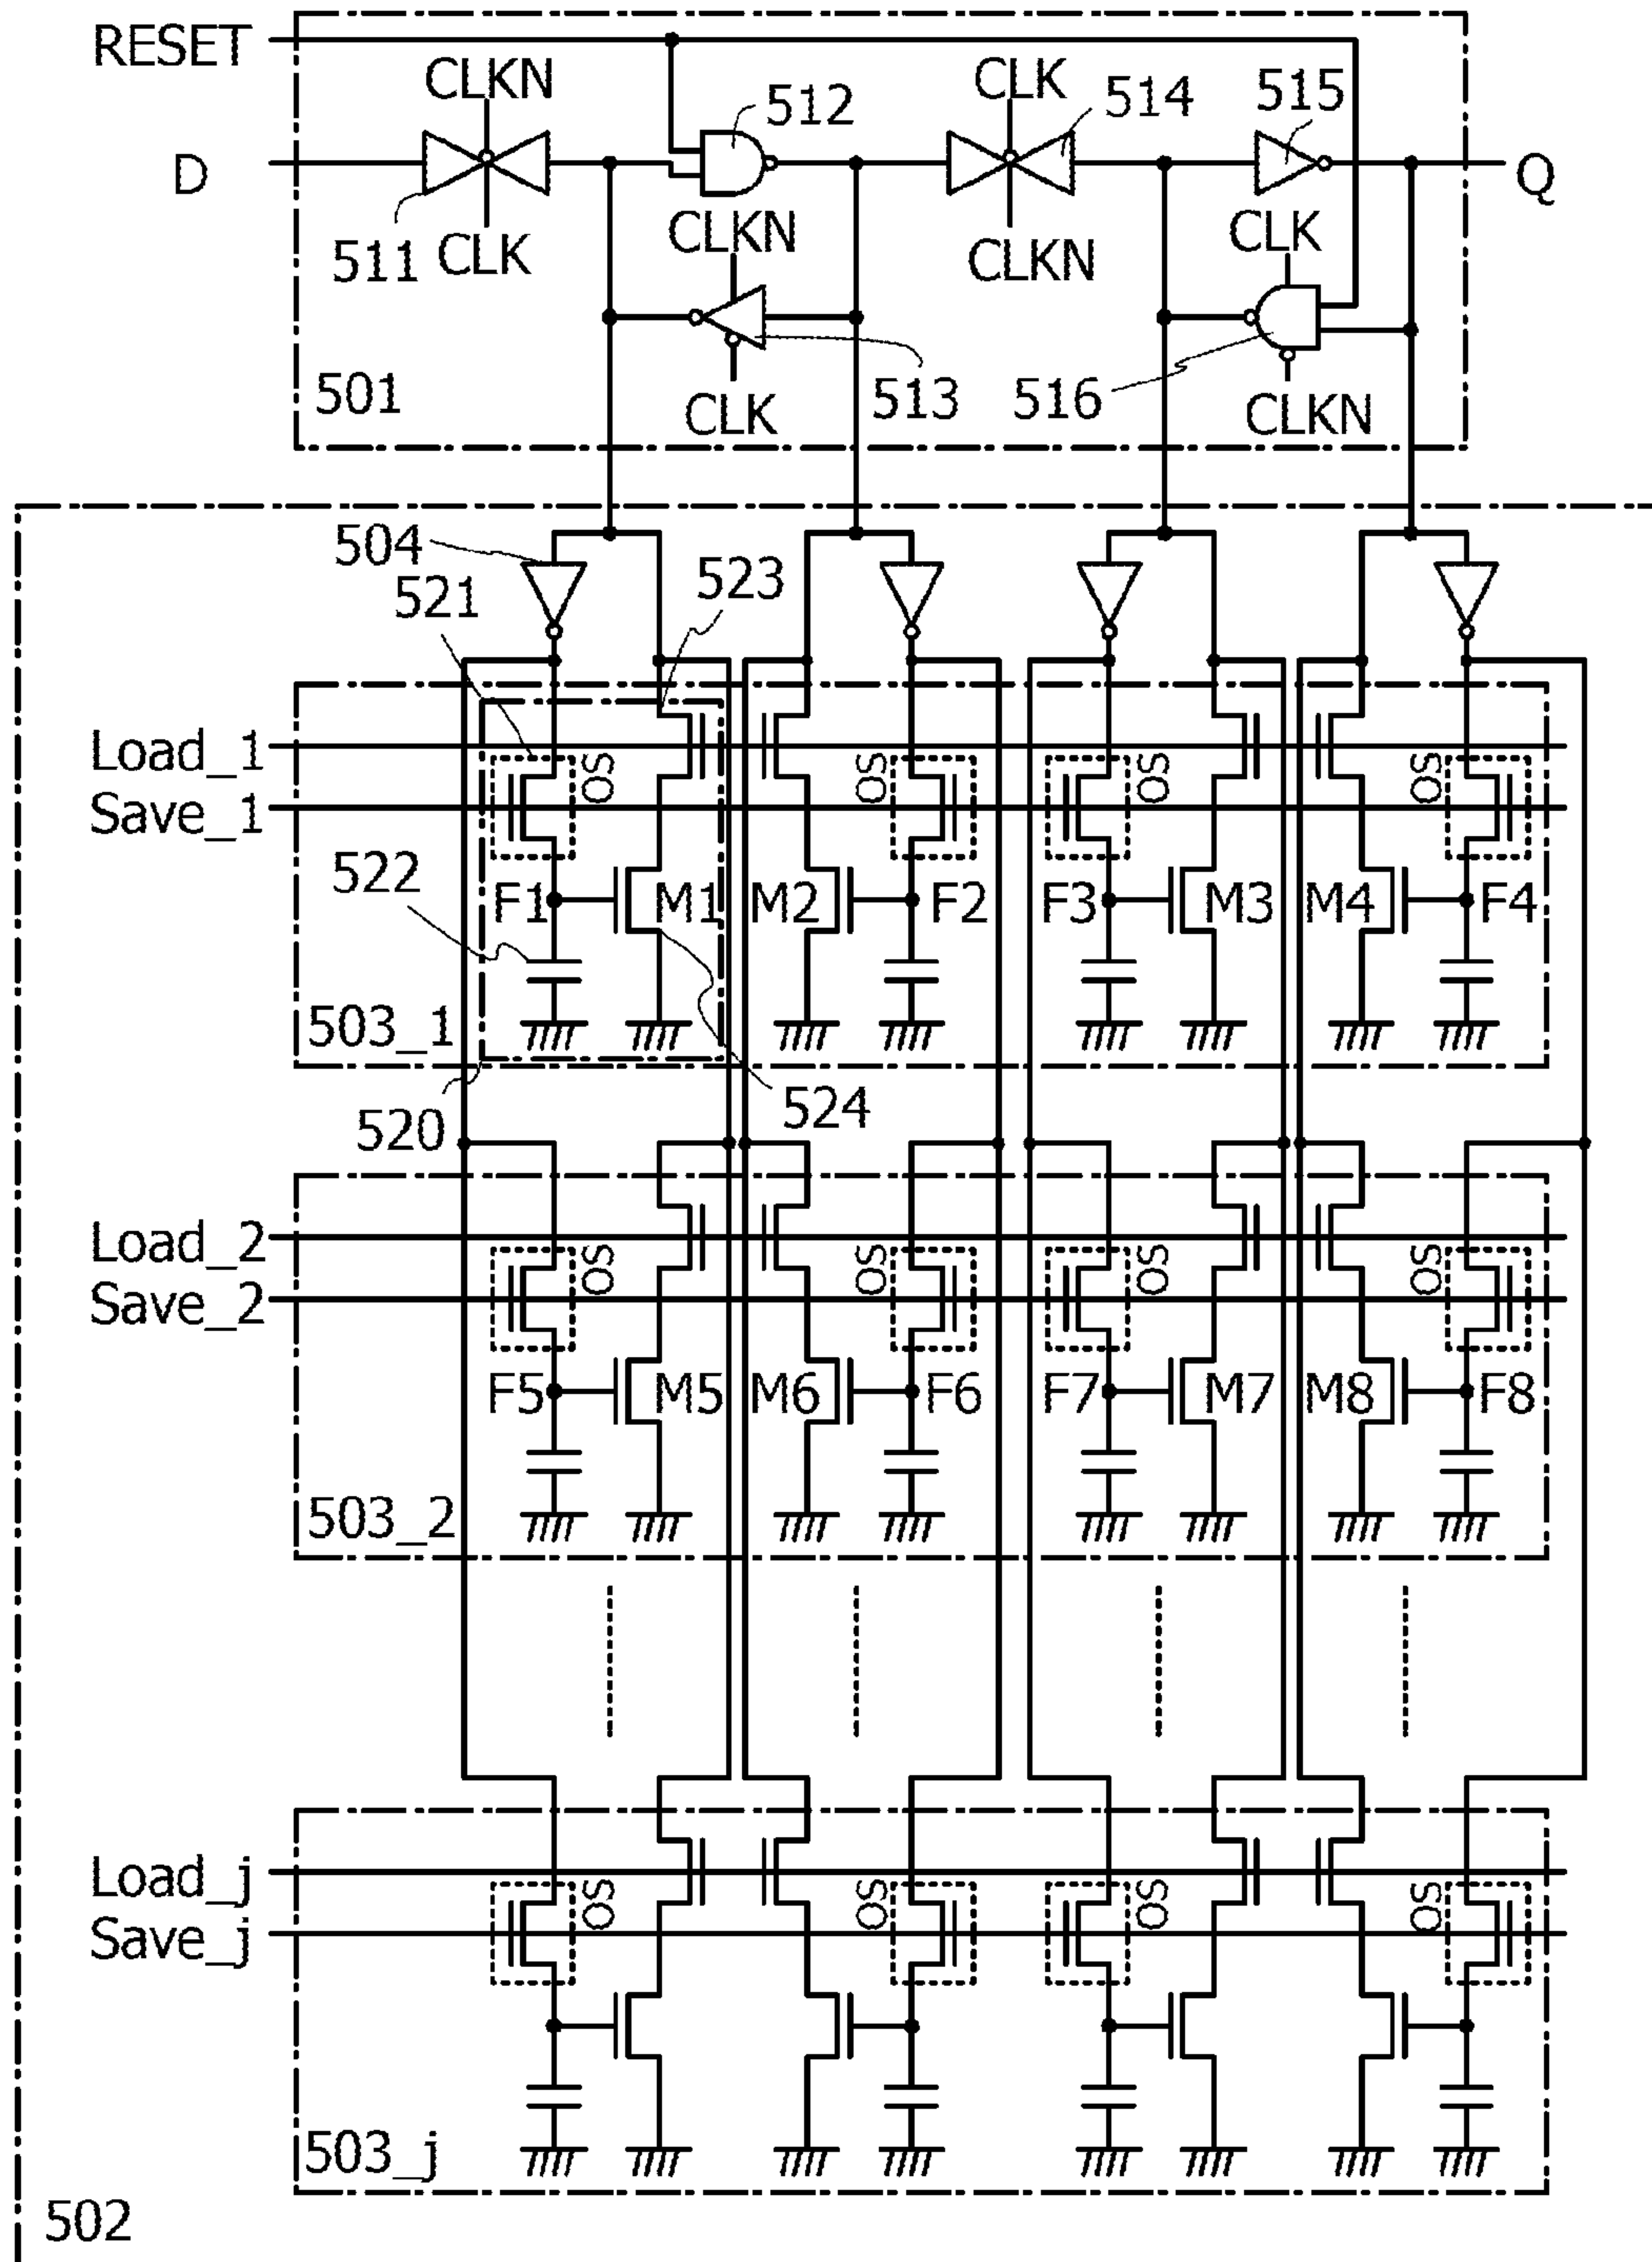 RESET
CLKN
512
CLK
514
515
D
Q
511
CLK
CLKN
CLKN
CLK
501
CLK
513
516
CLKN
504
521
523
Load_1
OS
OS
OS
OS
Save_1
522
F1
M1
M2
F2
F3
M3
M4
F4
503_1
520
524
Load_2
OS
OS
OS
OS
Save_2
F5
M5
M6
F6
F7
M7
M8
F8
503_2
Load_j
OS
OS
OS
OS
Save_j
503_j
502